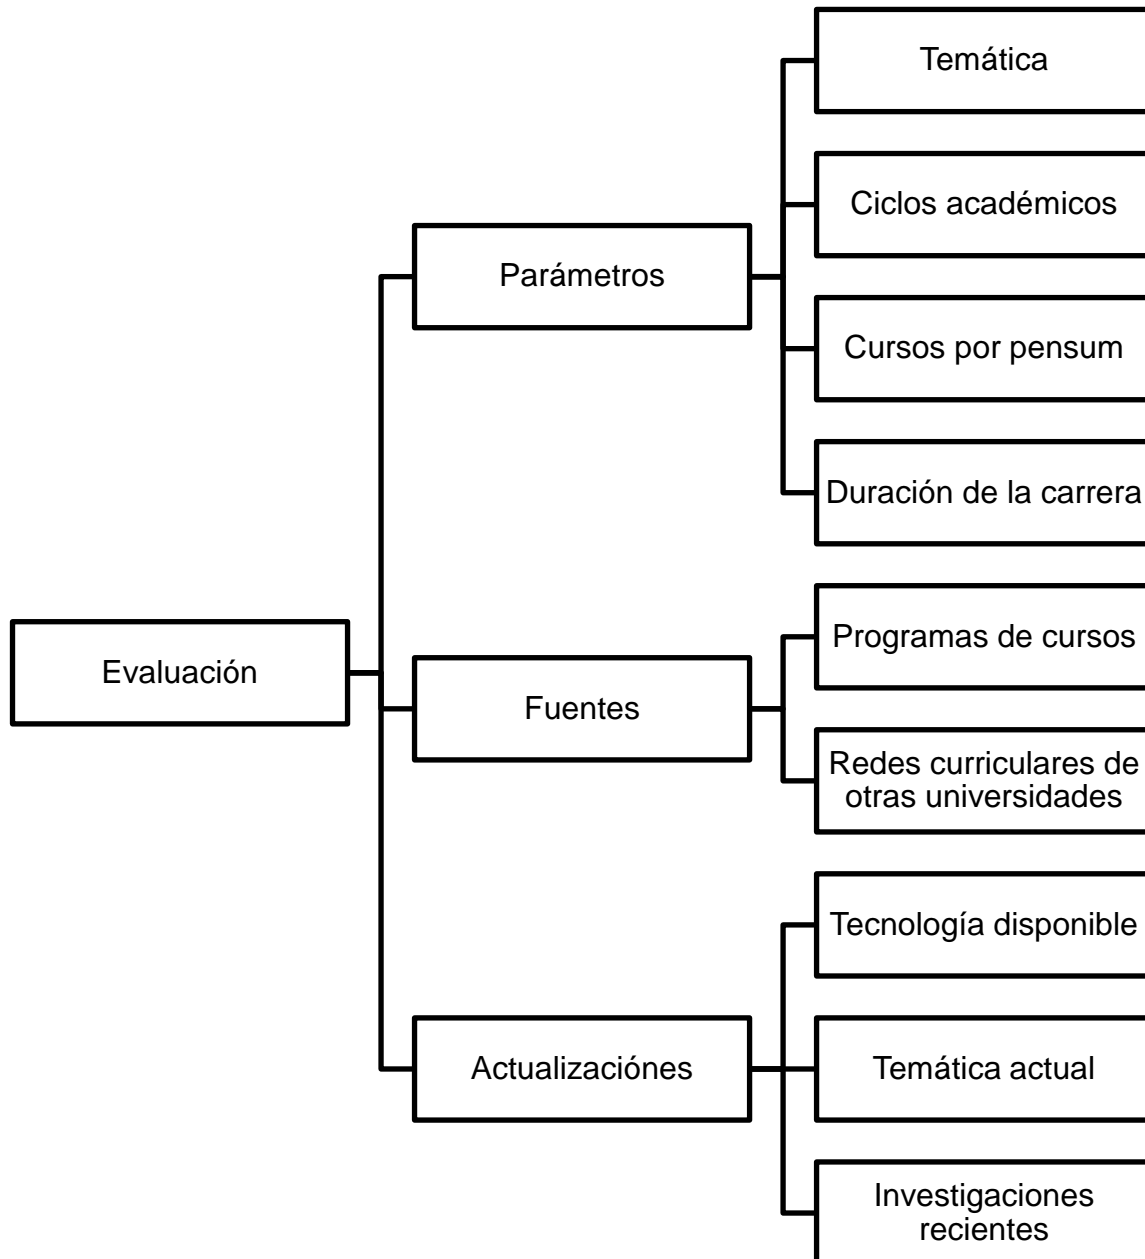 Evaluación
Parámetros
Temática
Ciclos académicos
Cursos por pensum
Duración de la carrera
Fuentes
Programas de cursos
Redes curriculares de
otras universidades
Actualizaciónes
Tecnología disponible
Temática actual
Investigaciones
recientes